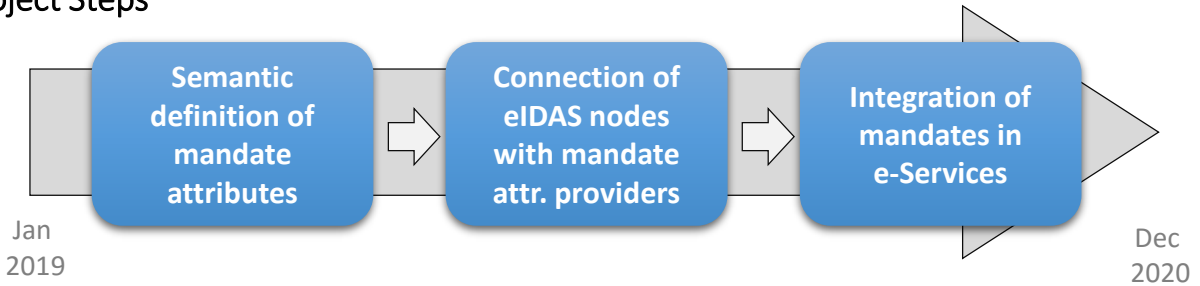 ject Steps
Semantic
definition of
mandate
attributes
Connection of
eIDAS nodes
with mandate
attr. providers
Integration of
mandates in
e-Services
Jan
2019
Dec
2020